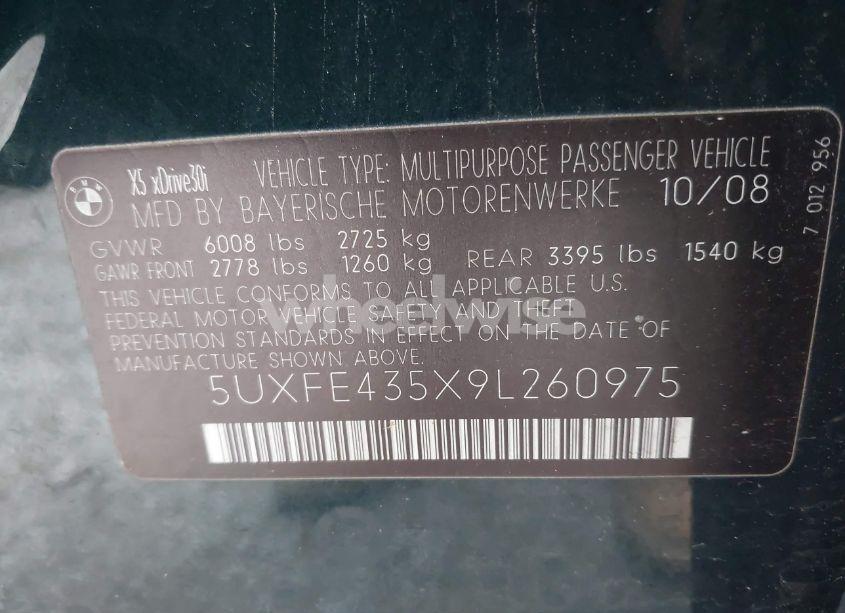 BMW
X5 xDrive30i VEHICLE TYPE: MULTIPURPOSE PASSENGER VEHICLE
MFD BY BAYERISCHE MOTORENWERKE 10/08
GVWR 6008 lbs 2725 kg
GAWR FRONT 2778 lbs 1260 kg REAR 3395 lbs 1540 kg
THIS VEHICLE CONFORMS TO ALL APPLICABLE U.S.
FEDERAL MOTOR VEHICLE SAFETY AND THEFT
PREVENTION STANDARDS IN EFFECT ON THE DATE OF
MANUFACTURE SHOWN ABOVE.
5UXFE435X9L260975
7 012 956
wheelwise